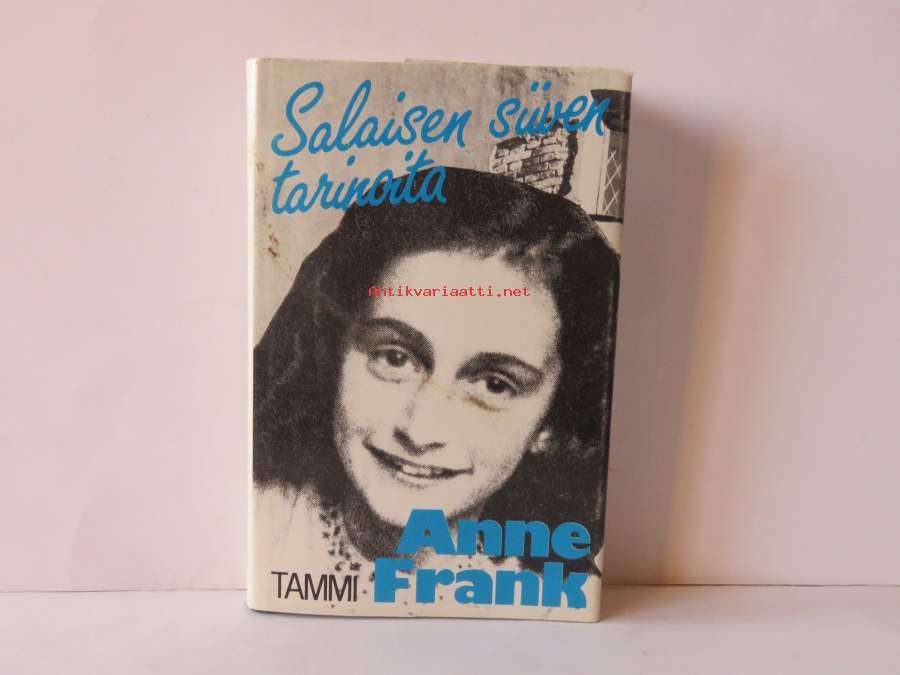 Salaisen siiven
tarinoita
Antikvariaatti.net
Anne
TAMMI Frank